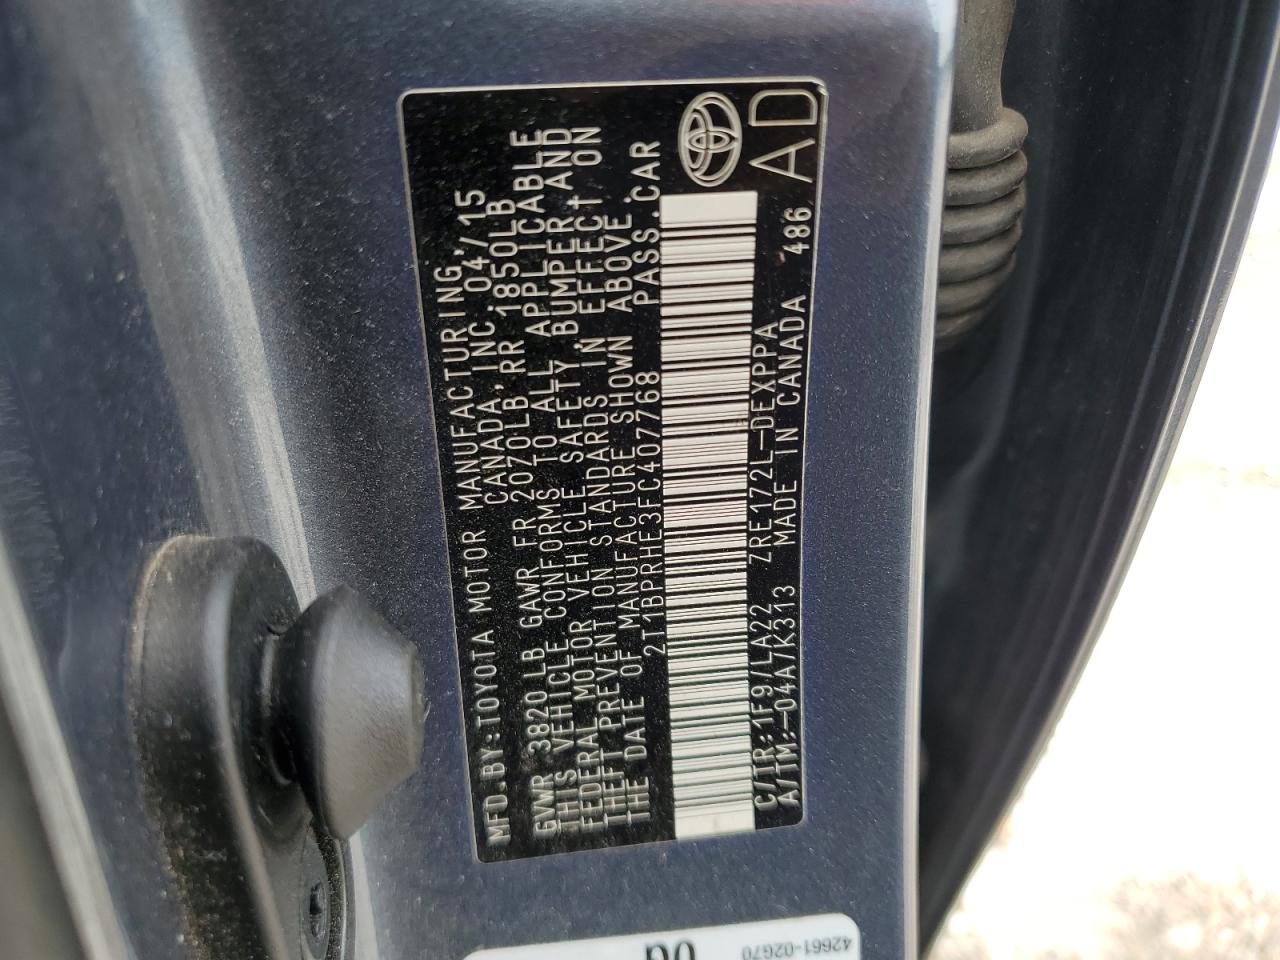 MFD.BY:TOYOTA MOTOR MANUFACTURING,
CANADA,INC.04/15
GVWR 3820 LB GAWR FR 2070LB,RR 1850LB
THIS VEHICLE CONFORMS TO ALL APPLICABLE
FEDERAL MOTOR VEHICLE SAFETY,BUMPER,AND
THEFT PREVENTION STANDARDS IN EFFECT ON
THE DATE OF MANUFACTURE SHOWN ABOVE.
2T1BPRHE3FC407768 PASS.CAR
C/TR:1F9/LA22 ZRE172L-DEXPPA
A/TM:-04A/K313 MADE IN CANADA 486
AD
42661-02G70